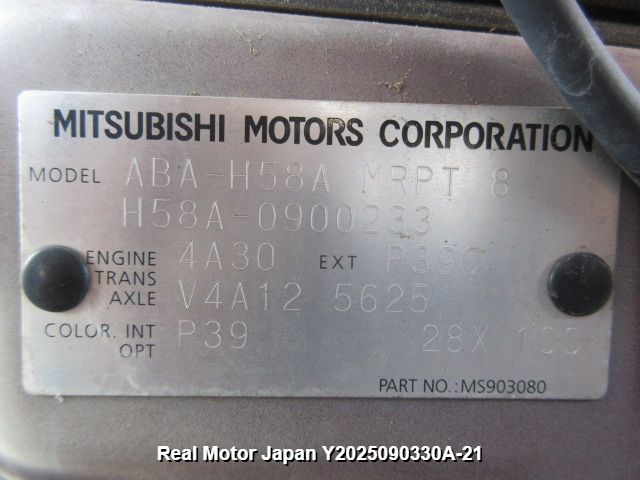 MITSUBISHI MOTORS CORPORATION
MODEL ABA-H58A MRPT 8
H58A-0900233
ENGINE 4A30 EXT P39C
TRANS
AXLE V4A12 5625
COLOR. INT P39 28X 100
OPT
PART NO.:MS903080
Real Motor Japan Y2025090330A-21